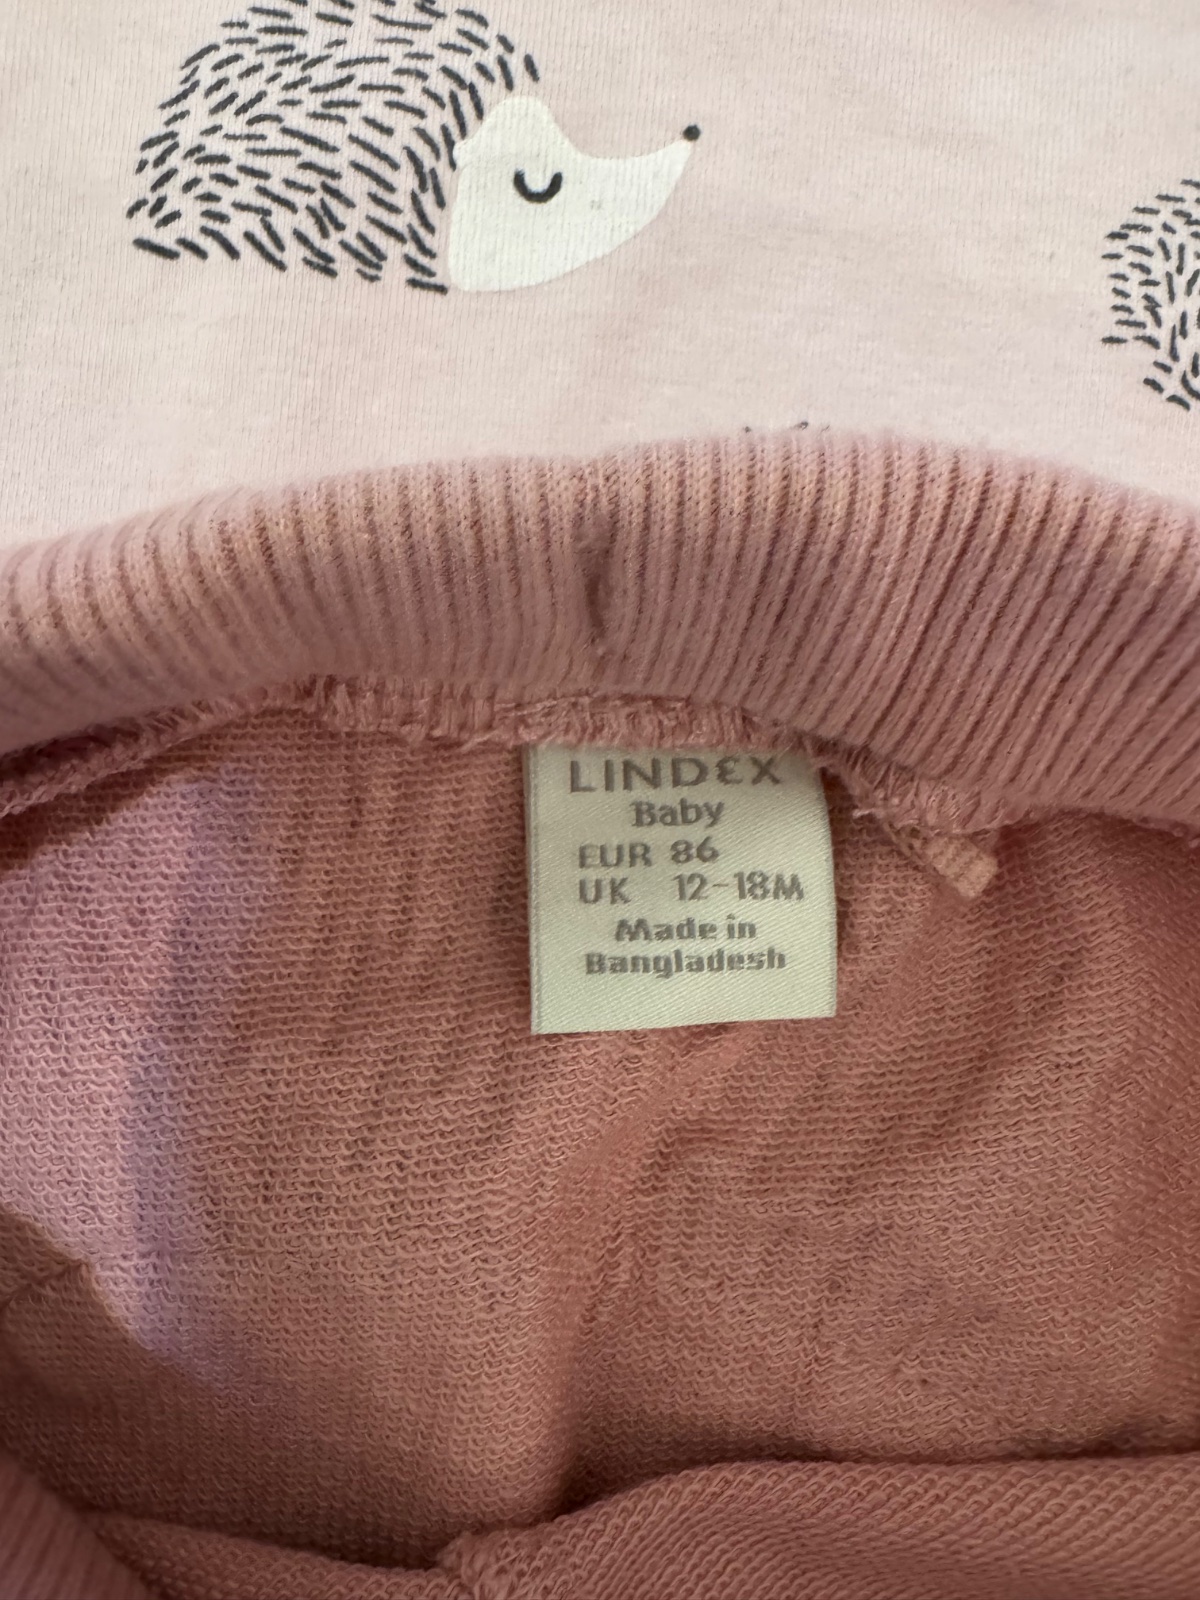 LINDEX
Baby
EUR 86
UK 12-18M
Made in
Bangladesh